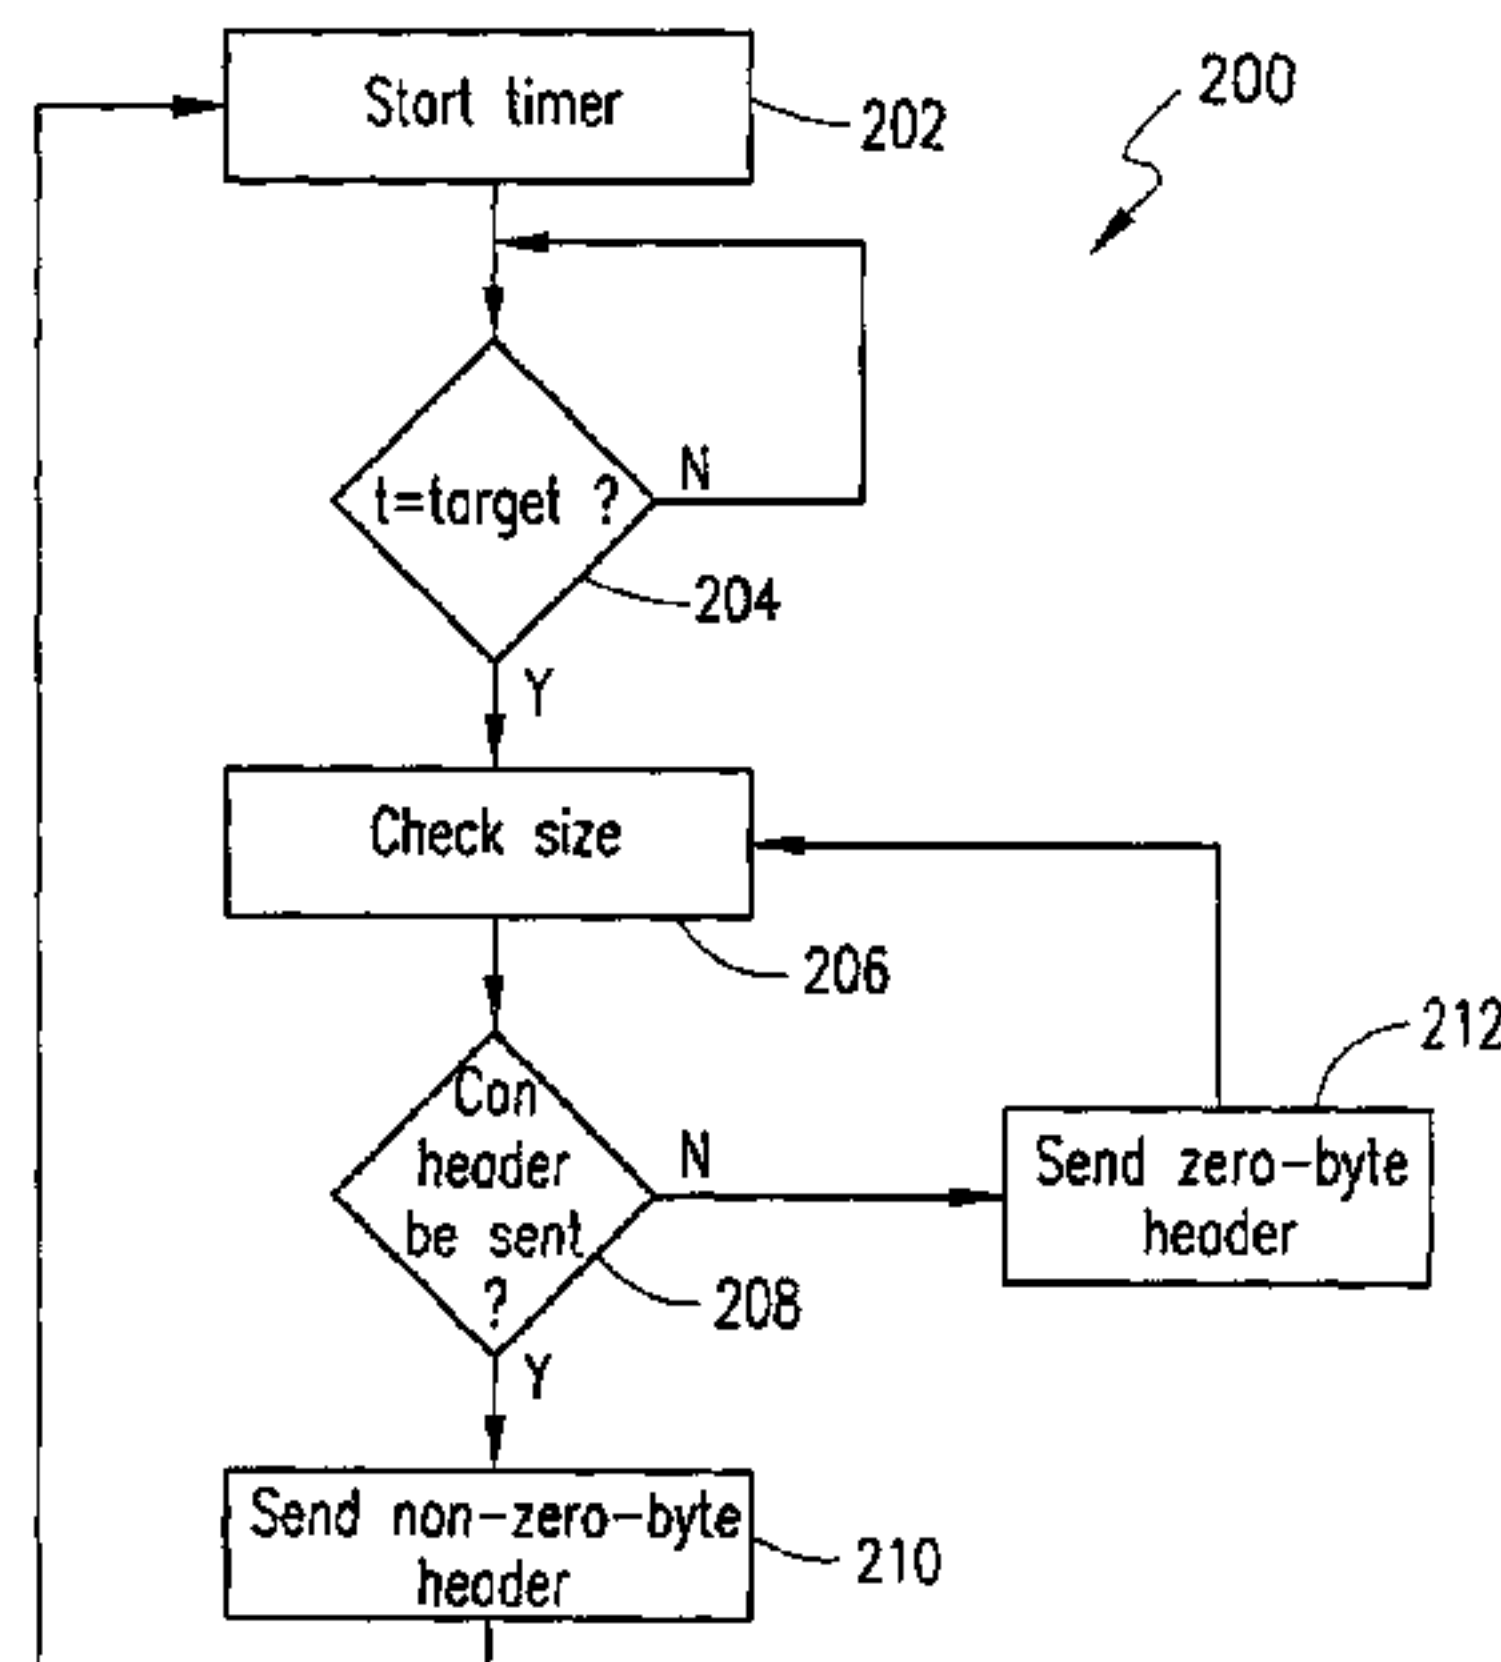 Start timer
202
200
N
t=target ?
204
Y
Check size
206
212
Can
header
be sent
?
N
208
Send zero-byte
header
Y
Send non-zero-byte
header
210